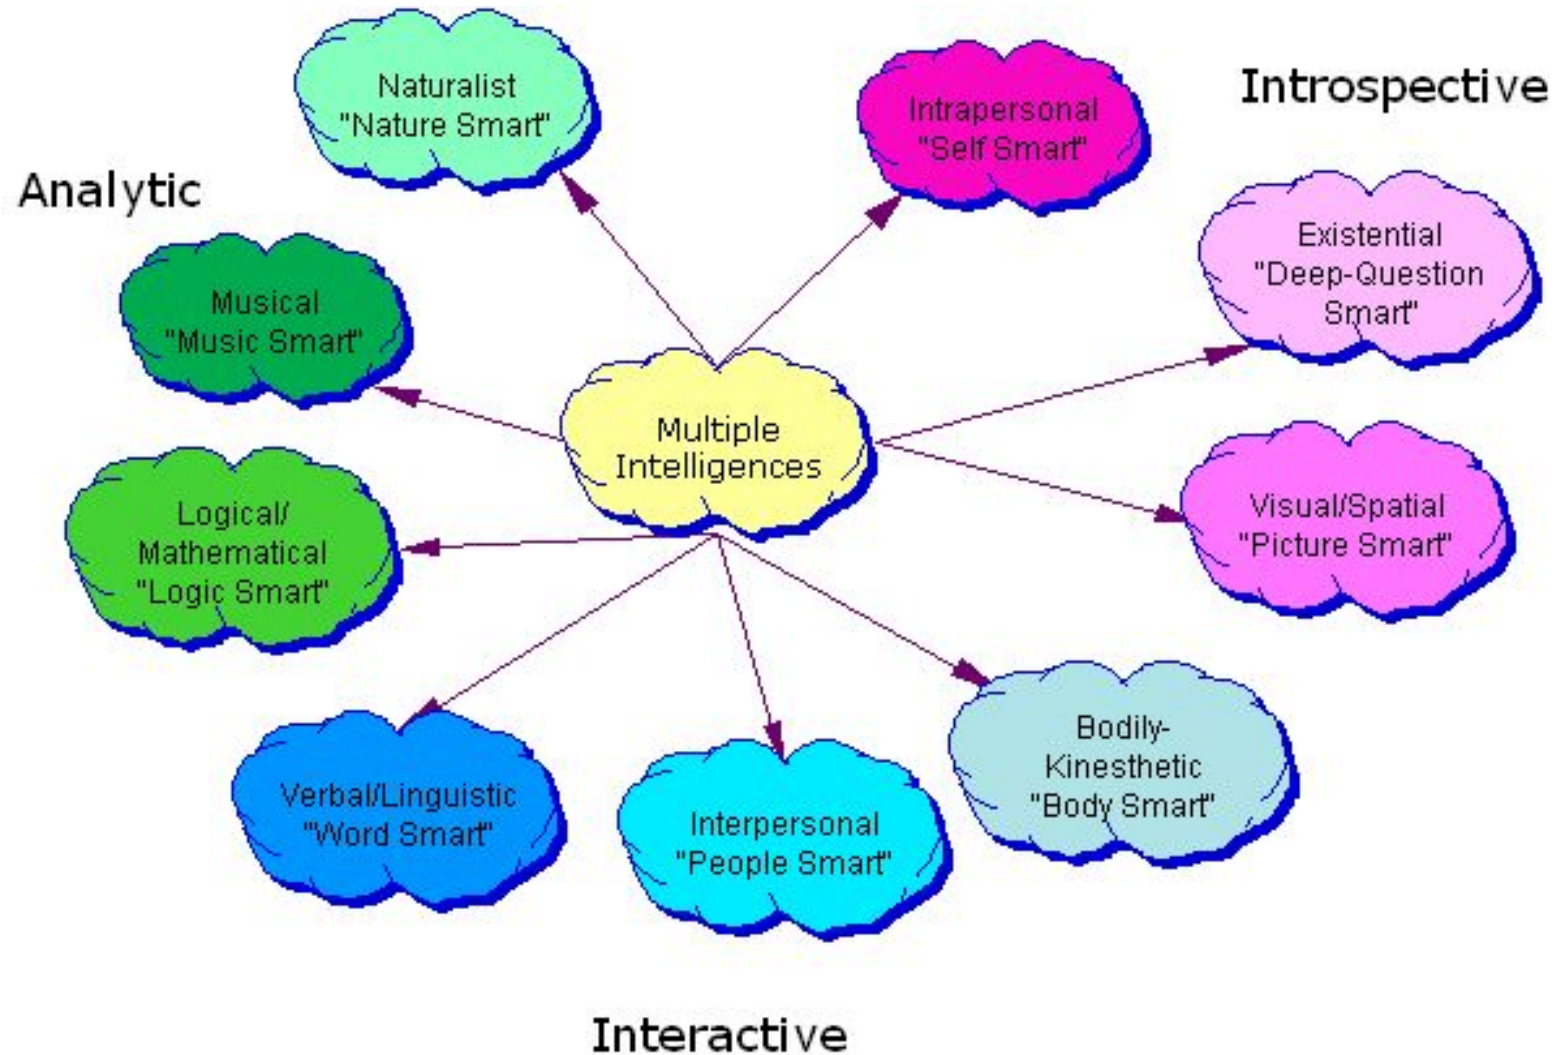 Naturalist
"Nature Smart"
Intrapersonal
"Self Smart"
Introspective
Analytic
Existential
"Deep-Question
Smart"
Musical
"Music Smart"
Multiple
Intelligences
Logical/
Mathematical
"Logic Smart"
Visual/Spatial
"Picture Smart"
Verbal/Linguistic
"Word Smart"
Interpersonal
"People Smart"
Bodily-
Kinesthetic
"Body Smart"
Interactive